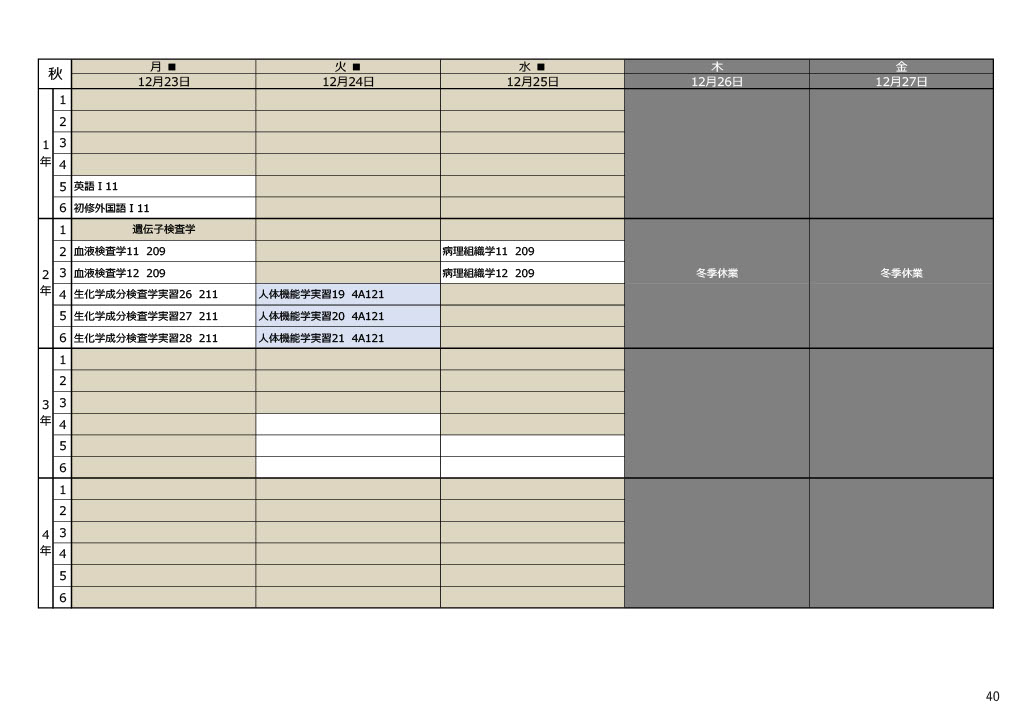 秋 月 ■ 火 ■ 水 ■ 木 金
12月23日 12月24日 12月25日 12月26日 12月27日
1年
1
2
3
4
5 英語Ⅰ11
6 初修外国語Ⅰ11
2年
1 遺伝子検査学
2 血液検査学11 209 病理組織学11 209
3 血液検査学12 209 病理組織学12 209 冬季休業 冬季休業
4 生化学成分検査学実習26 211 人体機能学実習19 4A121
5 生化学成分検査学実習27 211 人体機能学実習20 4A121
6 生化学成分検査学実習28 211 人体機能学実習21 4A121
3年
1
2
3
4
5
6
4年
1
2
3
4
5
6
40